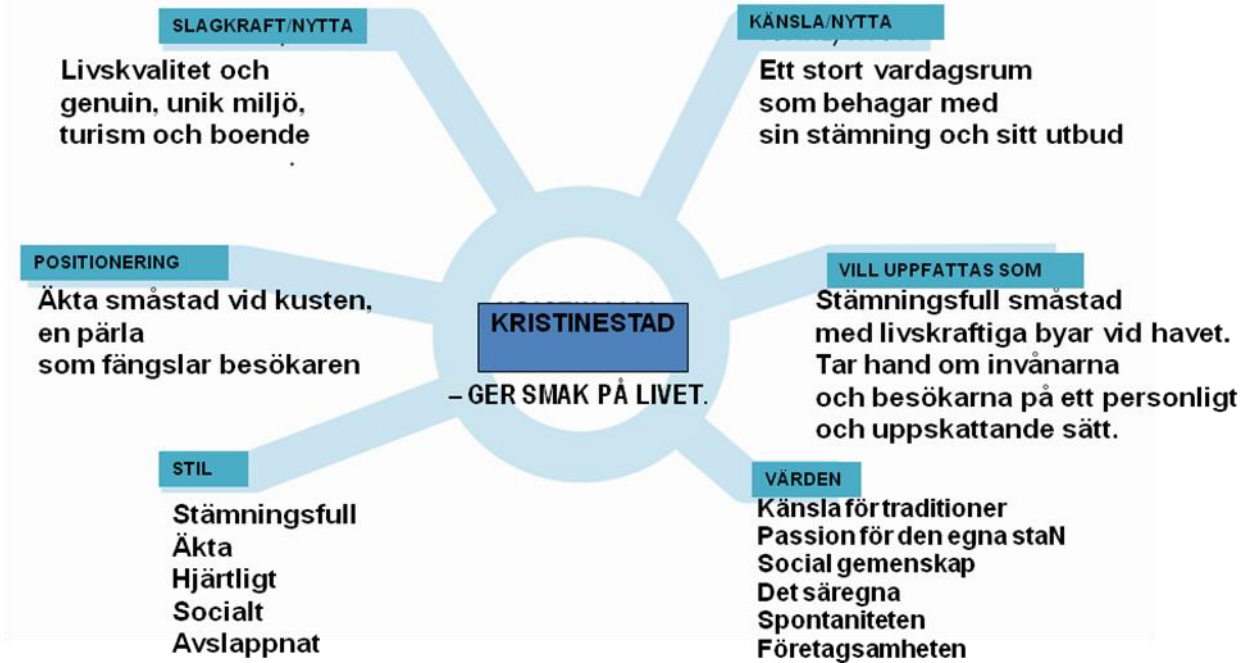 SLAGKRAFT/NYTTA
Livskvalitet och
genuin, unik miljö,
turism och boende
KÄNSLA/NYTTA
Ett stort vardagsrum
som behagar med
sin stämning och sitt utbud
POSITIONERING
Äkta småstad vid kusten,
en pärla
som fängslar besökaren
VILL UPPFATTAS SOM
Stämningsfull småstad
med livskraftiga byar vid havet.
Tar hand om invånarna
och besökarna på ett personligt
och uppskattande sätt.
KRISTINESTAD
– GER SMAK PÅ LIVET.
STIL
Stämningsfull
Äkta
Hjärtligt
Socialt
Avslappnat
VÄRDEN
Känsla för traditioner
Passion för den egna staN
Social gemenskap
Det säregna
Spontaniteten
Företagsamheten